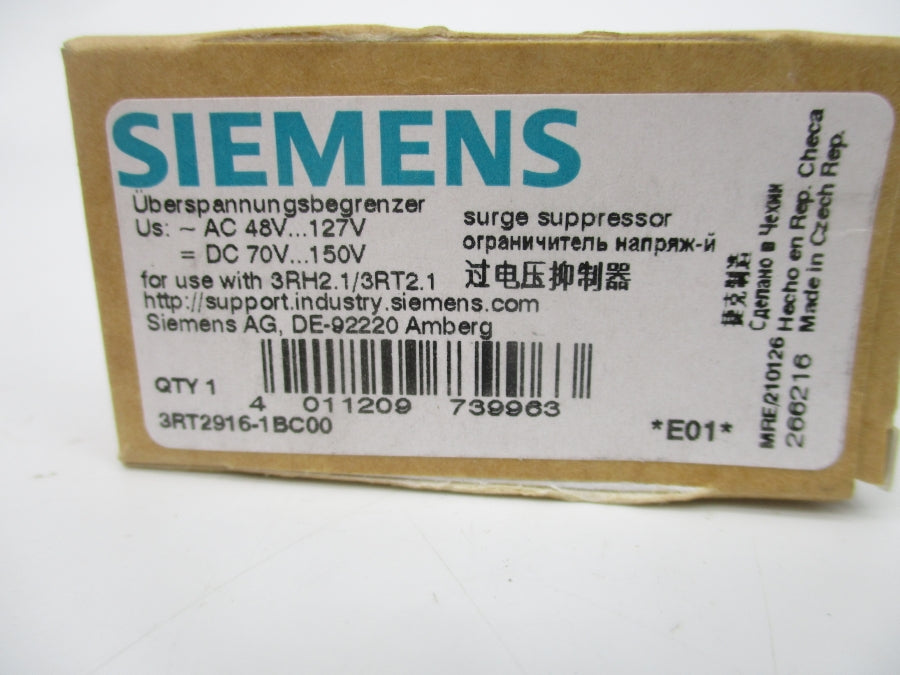 SIEMENS
Überspannungsbegrenzer
Us: ~ AC 48V...127V
= DC 70V...150V
for use with 3RH2.1/3RT2.1
http://support.industry.siemens.com
Siemens AG, DE-92220 Amberg
surge suppressor
ограничитель напряж-й
过电压抑制器
QTY 1
4 011209 739963
3RT2916-1BC00
*E01*
捷克制造
Сделано в Чехии
Hecho en Rep. Checa
Made in Czech Rep.
MRE/210126
266216